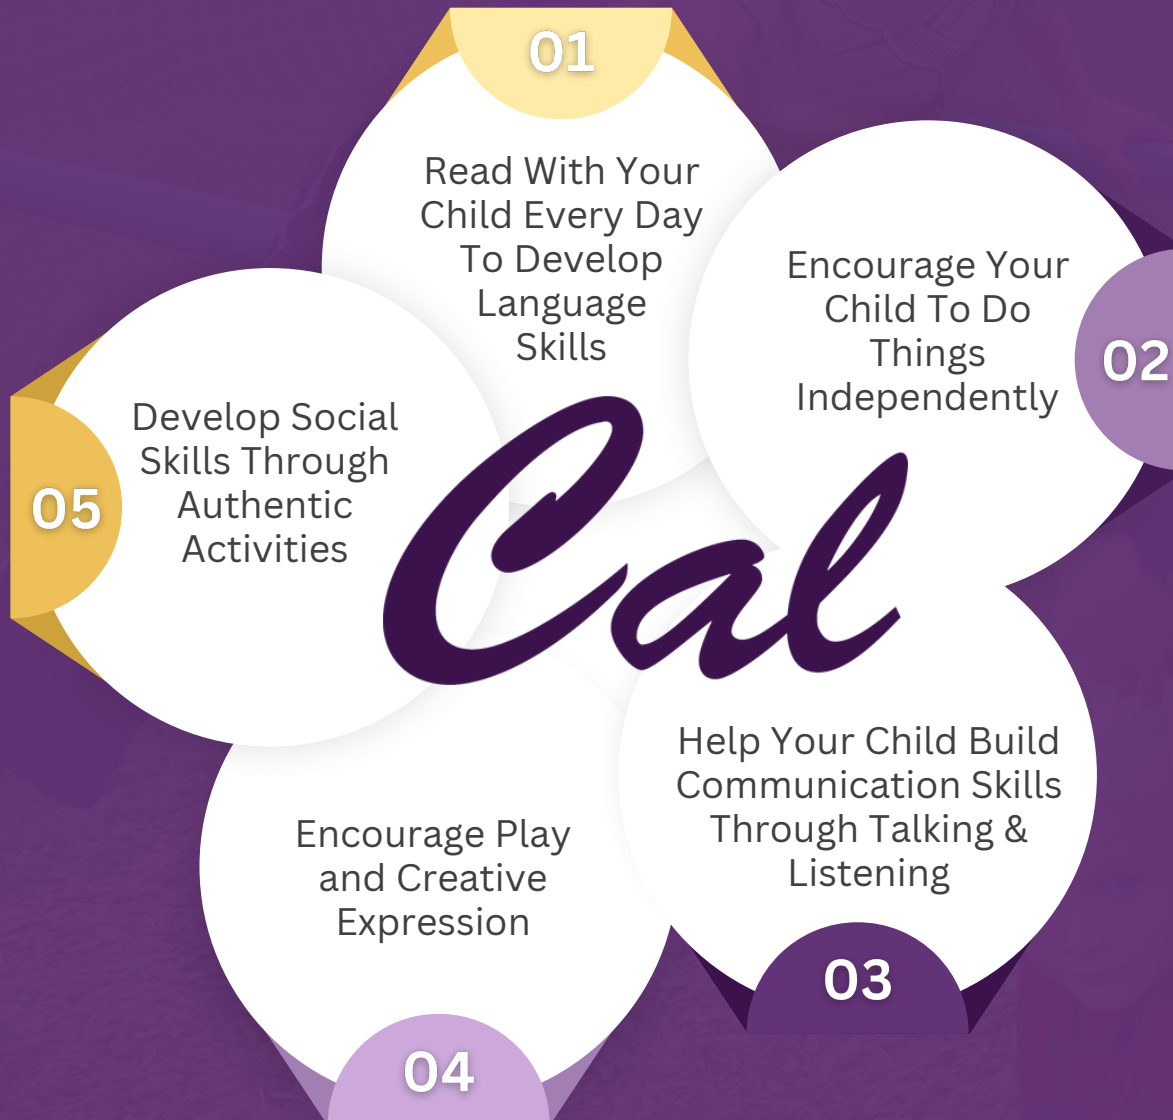 01
Read With Your
Child Every Day
To Develop
Language
Skills
Encourage Your
Child To Do
Things
Independently
02
Develop Social
Skills Through
Authentic
Activities
05
Cal
Help Your Child Build
Communication Skills
Through Talking &
Listening
03
Encourage Play
and Creative
Expression
04